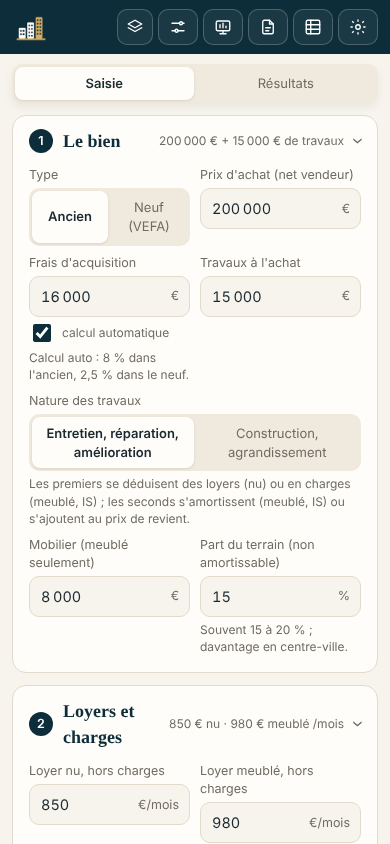 Saisie
Résultats
1
Le bien
200 000 € + 15 000 € de travaux
Type
Prix d'achat (net vendeur)
Ancien
Neuf
(VEFA)
200 000
€
Frais d'acquisition
Travaux à l'achat
16 000
€
15 000
€
calcul automatique
Calcul auto : 8 % dans
l'ancien, 2,5 % dans le neuf.
Nature des travaux
Entretien, réparation,
amélioration
Construction,
agrandissement
Les premiers se déduisent des loyers (nu) ou en charges
(meublé, IS) ; les seconds s'amortissent (meublé, IS) ou
s'ajoutent au prix de revient.
Mobilier (meublé
seulement)
Part du terrain (non
amortissable)
8 000
€
15
%
Souvent 15 à 20 % ;
davantage en centre-ville.
2
Loyers et
charges
850 € nu · 980 € meublé /mois
Loyer nu, hors charges
Loyer meublé, hors
charges
850
€/mois
980
€/mois